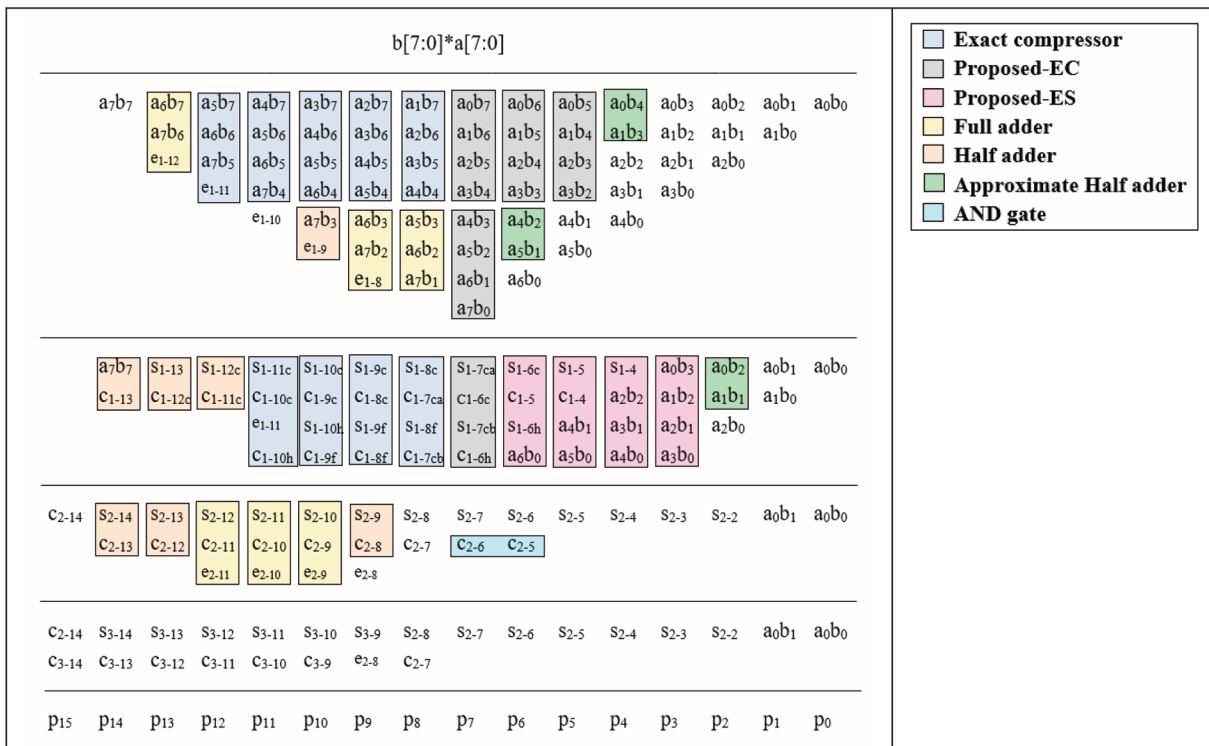 b[7:0]*a[7:0]
a₇b₇ a₆b₇ a₅b₇ a₄b₇ a₃b₇ a₂b₇ a₁b₇ a₀b₇ a₀b₆ a₀b₅ a₀b₄ a₀b₃ a₀b₂ a₀b₁ a₀b₀
a₇b₆ a₆b₆ a₅b₆ a₄b₆ a₃b₆ a₂b₆ a₁b₆ a₁b₅ a₁b₄ a₁b₃ a₁b₂ a₁b₁ a₁b₀
e₁₋₁₂ a₇b₅ a₆b₅ a₅b₅ a₄b₅ a₃b₅ a₂b₅ a₂b₄ a₂b₃ a₂b₂ a₂b₁ a₂b₀
e₁₋₁₁ a₇b₄ a₆b₄ a₅b₄ a₄b₄ a₃b₄ a₃b₃ a₃b₂ a₃b₁ a₃b₀
e₁₋₁₀ a₇b₃ a₆b₃ a₅b₃ a₄b₃ a₄b₂ a₄b₁ a₄b₀
e₁₋₉ a₇b₂ a₆b₂ a₅b₂ a₅b₁ a₅b₀
e₁₋₈ a₇b₁ a₆b₁ a₆b₀
a₇b₀
a₇b₇ s₁₋₁₃ s₁₋₁₂c s₁₋₁₁c s₁₋₁₀c s₁₋₉c s₁₋₈c s₁₋₇ca s₁₋₆c s₁₋₅ s₁₋₄ a₀b₃ a₀b₂ a₀b₁ a₀b₀
c₁₋₁₃ c₁₋₁₂c c₁₋₁₁c c₁₋₁₀c c₁₋₉c c₁₋₈c c₁₋₇ca c₁₋₆c c₁₋₅ c₁₋₄ a₂b₂ a₁b₂ a₁b₁ a₁b₀
e₁₋₁₁ s₁₋₁₀h s₁₋₉f s₁₋₈f s₁₋₇cb s₁₋₆h a₄b₁ a₃b₁ a₂b₁ a₂b₀
c₁₋₁₀h c₁₋₉f c₁₋₈f c₁₋₇cb c₁₋₆h a₆b₀ a₅b₀ a₄b₀ a₃b₀
c₂₋₁₄ s₂₋₁₄ s₂₋₁₃ s₂₋₁₂ s₂₋₁₁ s₂₋₁₀ s₂₋₉ s₂₋₈ s₂₋₇ s₂₋₆ s₂₋₅ s₂₋₄ s₂₋₃ s₂₋₂ a₀b₁ a₀b₀
c₂₋₁₃ c₂₋₁₂ c₂₋₁₁ c₂₋₁₀ c₂₋₉ c₂₋₈ c₂₋₇ c₂₋₆ c₂₋₅
e₂₋₁₁ e₂₋₁₀ e₂₋₉ e₂₋₈
c₂₋₁₄ s₃₋₁₄ s₃₋₁₃ s₃₋₁₂ s₃₋₁₁ s₃₋₁₀ s₃₋₉ s₂₋₈ s₂₋₇ s₂₋₆ s₂₋₅ s₂₋₄ s₂₋₃ s₂₋₂ a₀b₁ a₀b₀
c₃₋₁₄ c₃₋₁₃ c₃₋₁₂ c₃₋₁₁ c₃₋₁₀ c₃₋₉ e₂₋₈ c₂₋₇
p₁₅ p₁₄ p₁₃ p₁₂ p₁₁ p₁₀ p₉ p₈ p₇ p₆ p₅ p₄ p₃ p₂ p₁ p₀
Exact compressor
Proposed-EC
Proposed-ES
Full adder
Half adder
Approximate Half adder
AND gate